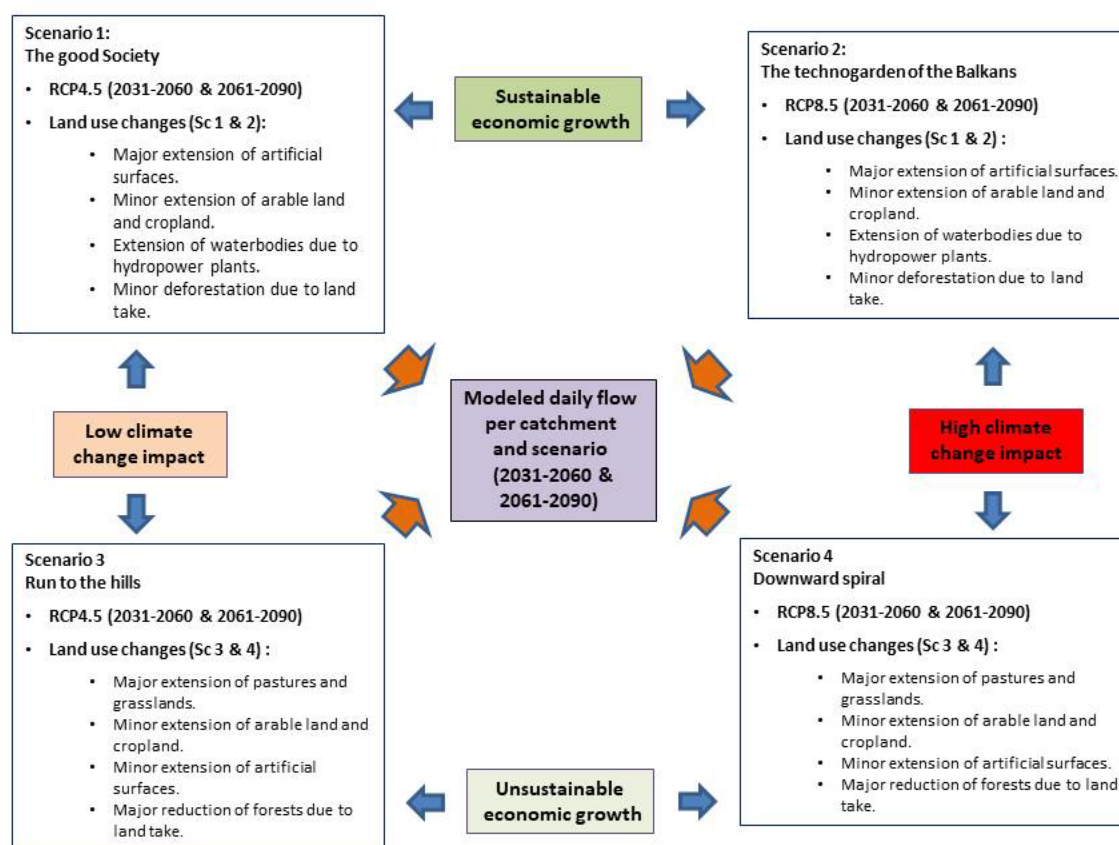 Scenario 1:
The good Society
• RCP4.5 (2031-2060 & 2061-2090)
• Land use changes (Sc 1 & 2):
• Major extension of artificial
surfaces.
• Minor extension of arable land
and cropland.
• Extension of waterbodies due to
hydropower plants.
• Minor deforestation due to land
take.
Sustainable
economic growth
Scenario 2:
The technogarden of the Balkans
• RCP8.5 (2031-2060 & 2061-2090)
• Land use changes (Sc 1 & 2) :
• Major extension of artificial surfaces.
• Minor extension of arable land and
cropland.
• Extension of waterbodies due to
hydropower plants.
• Minor deforestation due to land
take.
Low climate
change impact
Modeled daily flow
per catchment
and scenario
(2031-2060 &
2061-2090)
High climate
change impact
Scenario 3
Run to the hills
• RCP4.5 (2031-2060 & 2061-2090)
• Land use changes (Sc 3 & 4) :
• Major extension of pastures and
grasslands.
• Minor extension of arable land and
cropland.
• Minor extension of artificial
surfaces.
• Major reduction of forests due to
land take.
Unsustainable
economic growth
Scenario 4
Downward spiral
• RCP8.5 (2031-2060 & 2061-2090)
• Land use changes (Sc 3 & 4) :
• Major extension of pastures and
grasslands.
• Minor extension of arable land and
cropland.
• Minor extension of artificial surfaces.
• Major reduction of forests due to land
take.